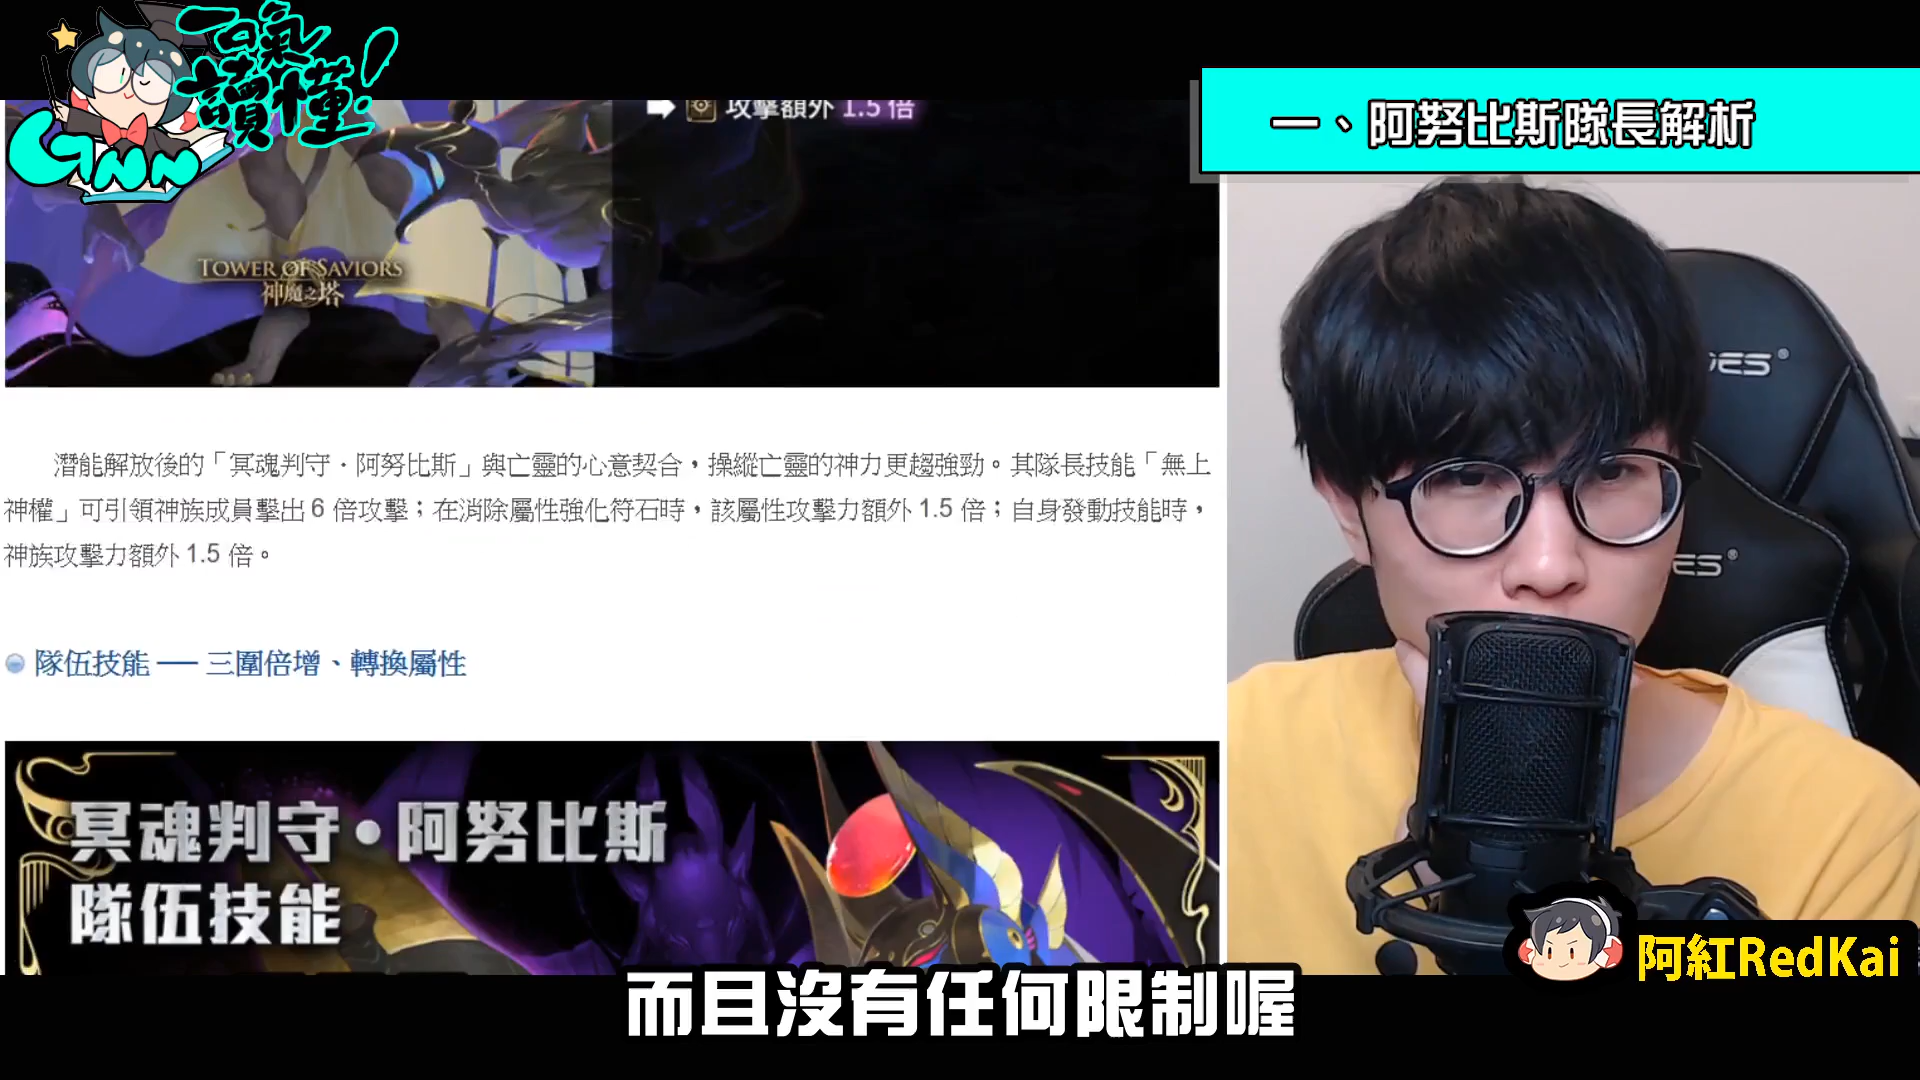 一氣
讀懂!
GNN
攻擊額外 1.5 倍
一、阿努比斯隊長解析
TOWER OF SAVIORS
神魔之塔
潛能解放後的「冥魂判守．阿努比斯」與亡靈的心意契合，操縱亡靈的神力更趨強勁。其隊長技能「無上
神權」可引領神族成員擊出 6 倍攻擊；在消除屬性強化符石時，該屬性攻擊力額外 1.5 倍；自身發動技能時，
神族攻擊力額外 1.5 倍。
隊伍技能 ── 三圍倍增、轉換屬性
冥魂判守•阿努比斯
隊伍技能
ES®
ES®
阿紅RedKai
而且沒有任何限制喔